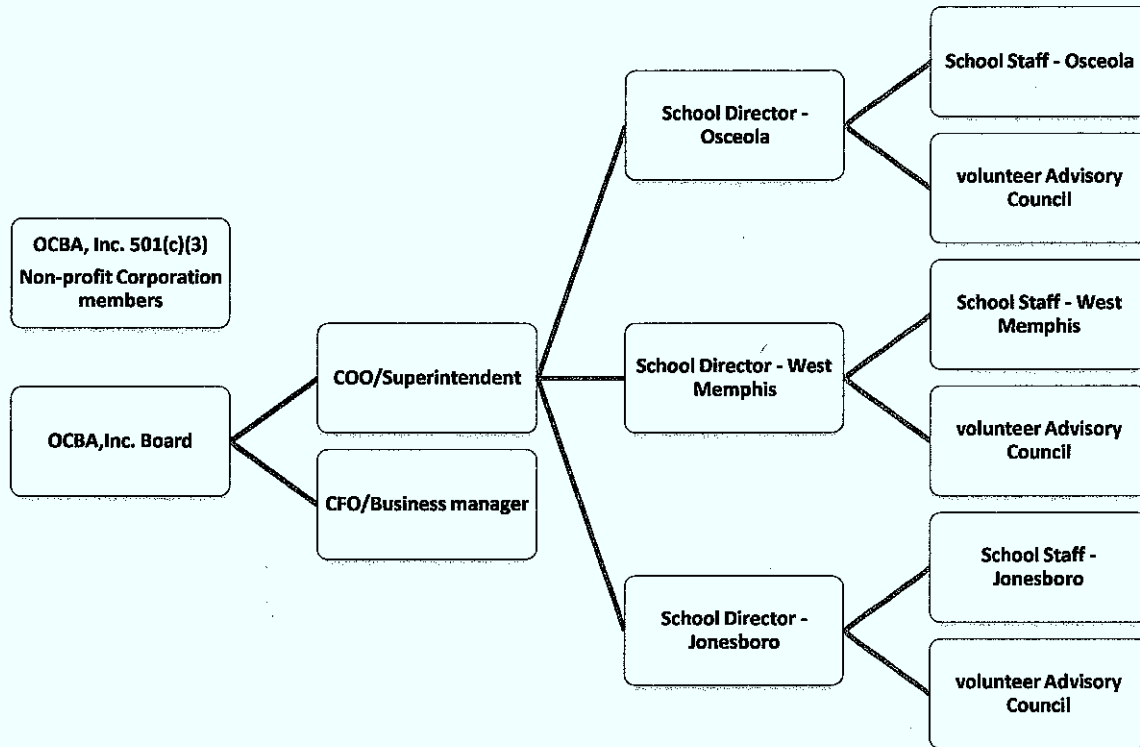 OCBA, Inc. 501(c)(3)
Non-profit Corporation
members
OCBA,Inc. Board
COO/Superintendent
CFO/Business manager
School Director -
Osceola
School Director - West
Memphis
School Director -
Jonesboro
School Staff - Osceola
volunteer Advisory
Council
School Staff - West
Memphis
volunteer Advisory
Council
School Staff -
Jonesboro
volunteer Advisory
Council